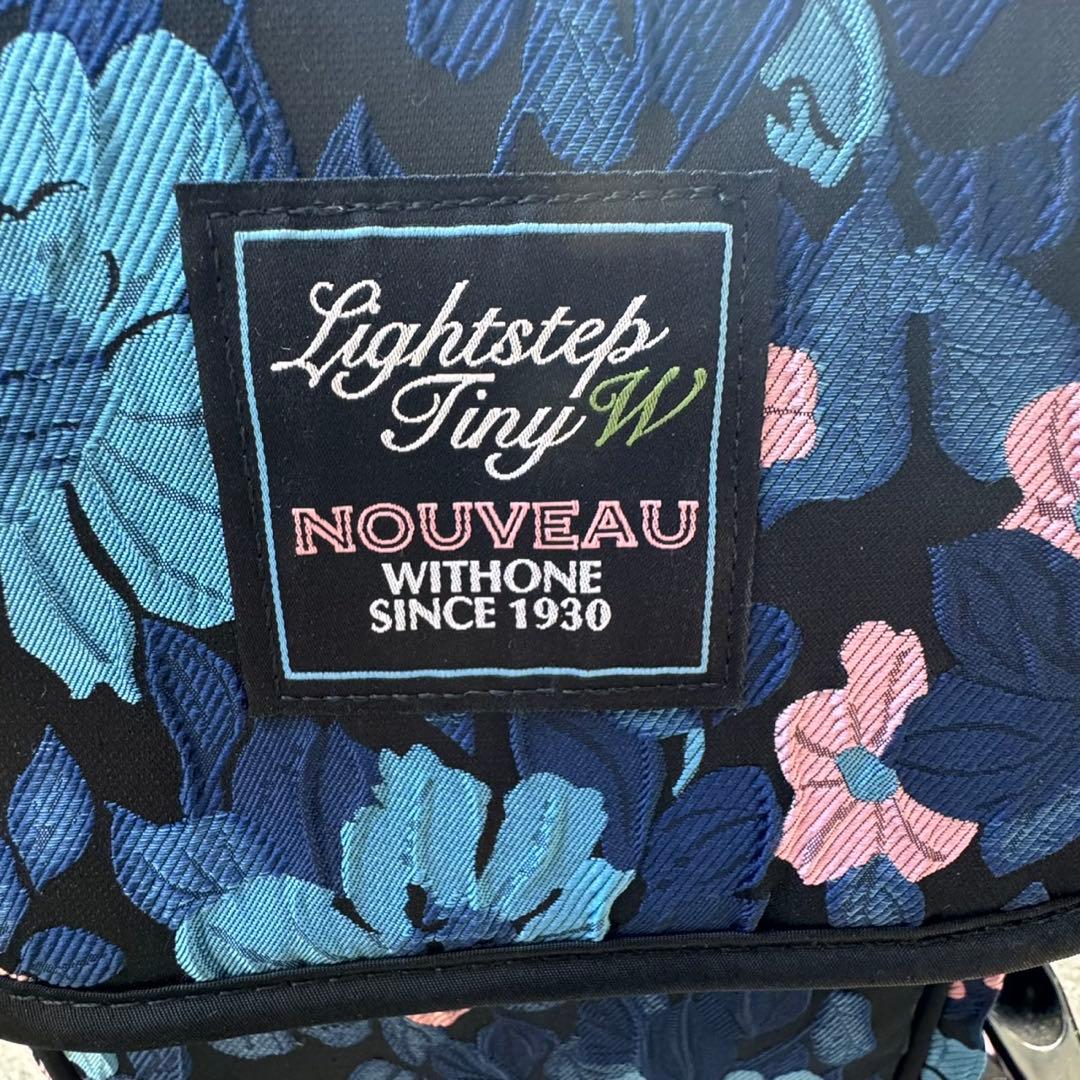 Lightstep
Tiny W
NOUVEAU
WITHONE
SINCE 1930